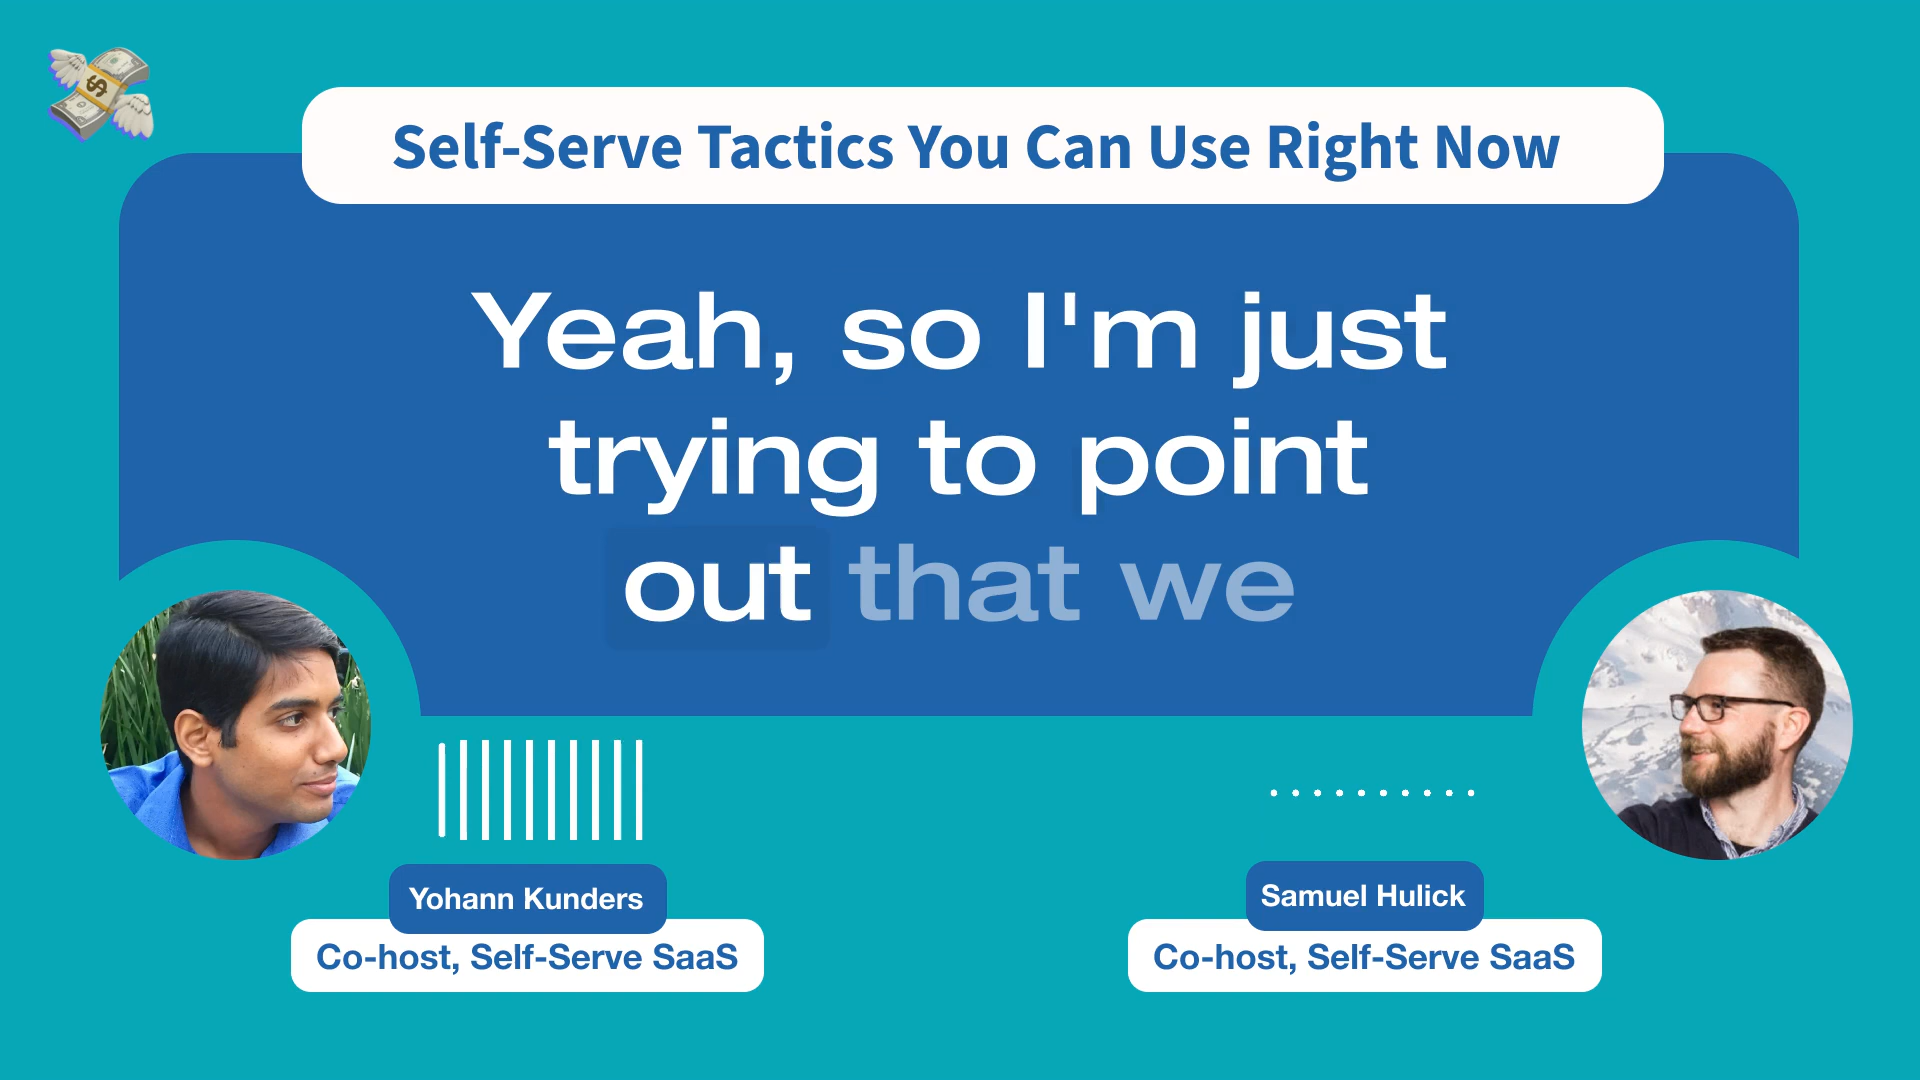 Self-Serve Tactics You Can Use Right Now
Yeah, so I'm just
trying to point
out that we
Yohann Kunders
Co-host, Self-Serve SaaS
Samuel Hulick
Co-host, Self-Serve SaaS